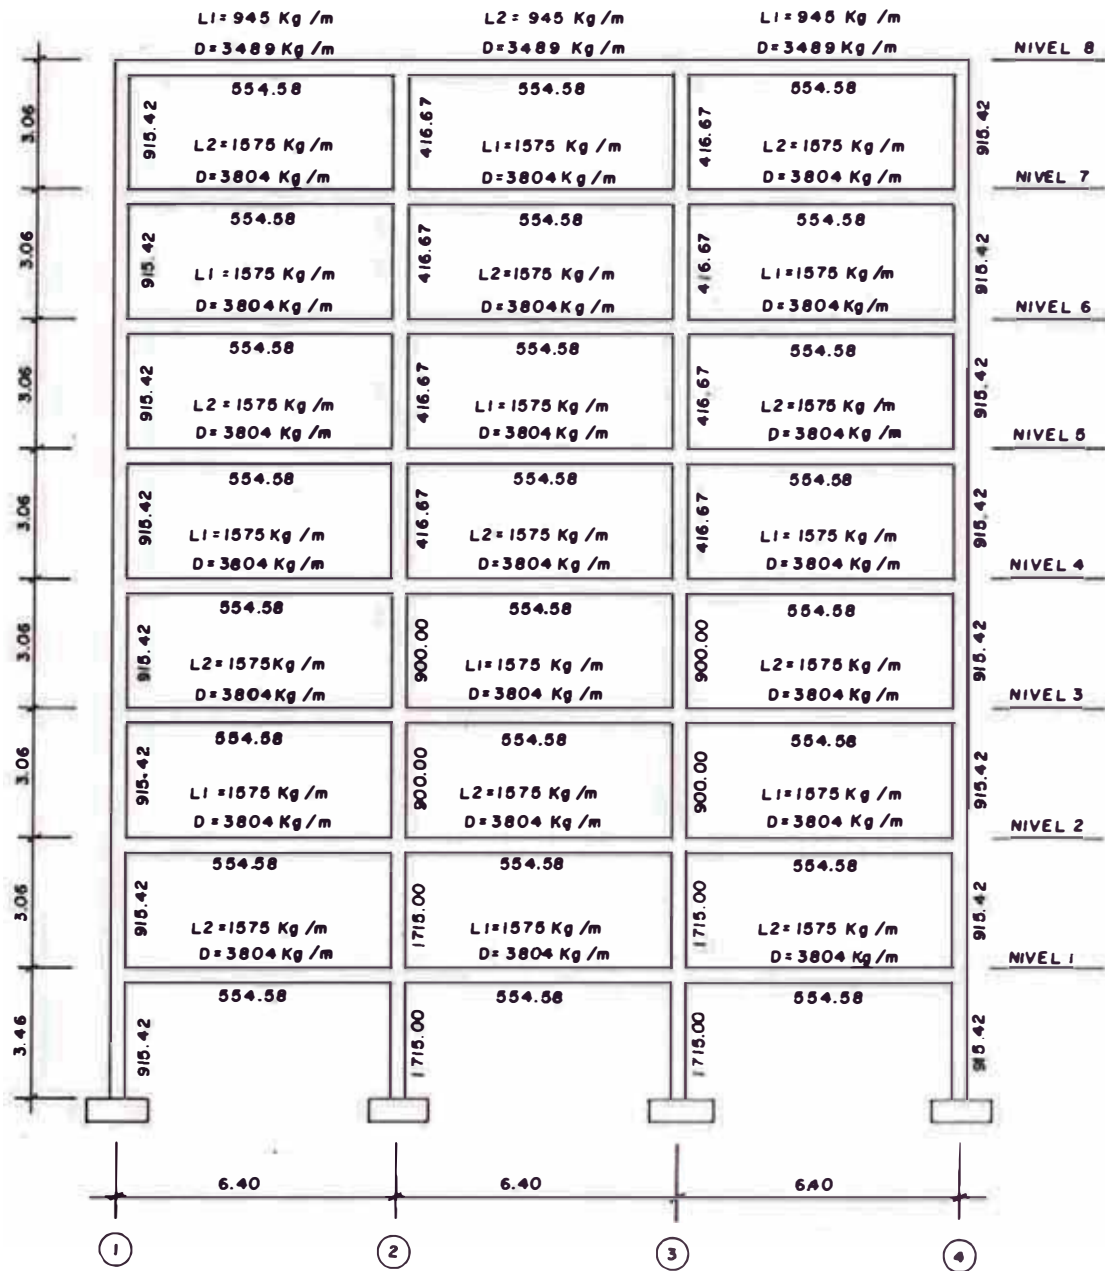 L1=945 Kg/m L2=945 Kg/m L1=945 Kg/m
D=3489 Kg/m D=3489 Kg/m D=3489 Kg/m NIVEL 8
554.58 554.58 554.58
3.06 915.42 416.67 416.67 915.42
L2=1575 Kg/m L1=1575 Kg/m L2=1575 Kg/m
D=3804 Kg/m D=3804 Kg/m D=3804 Kg/m NIVEL 7
554.58 554.58 554.58
3.06 915.42 416.67 416.67 915.42
L1=1575 Kg/m L2=1575 Kg/m L1=1575 Kg/m
D=3804 Kg/m D=3804 Kg/m D=3804 Kg/m NIVEL 6
554.58 554.58 554.58
3.06 915.42 416.67 416.67 915.42
L2=1575 Kg/m L1=1575 Kg/m L2=1575 Kg/m
D=3804 Kg/m D=3804 Kg/m D=3804 Kg/m NIVEL 5
554.58 554.58 554.58
3.06 915.42 416.67 416.67 915.42
L1=1575 Kg/m L2=1575 Kg/m L1=1575 Kg/m
D=3804 Kg/m D=3804 Kg/m D=3804 Kg/m NIVEL 4
554.58 554.58 554.58
3.06 915.42 900.00 900.00 915.42
L2=1575 Kg/m L1=1575 Kg/m L2=1575 Kg/m
D=3804 Kg/m D=3804 Kg/m D=3804 Kg/m NIVEL 3
554.58 554.58 554.58
3.06 915.42 900.00 900.00 915.42
L1=1575 Kg/m L2=1575 Kg/m L1=1575 Kg/m
D=3804 Kg/m D=3804 Kg/m D=3804 Kg/m NIVEL 2
554.58 554.58 554.58
3.06 915.42 1715.00 1715.00 915.42
L2=1575 Kg/m L1=1575 Kg/m L2=1575 Kg/m
D=3804 Kg/m D=3804 Kg/m D=3804 Kg/m NIVEL 1
554.58 554.58 554.58
3.46 915.42 1715.00 1715.00 915.42
6.40 6.40 6.40
1 2 3 4